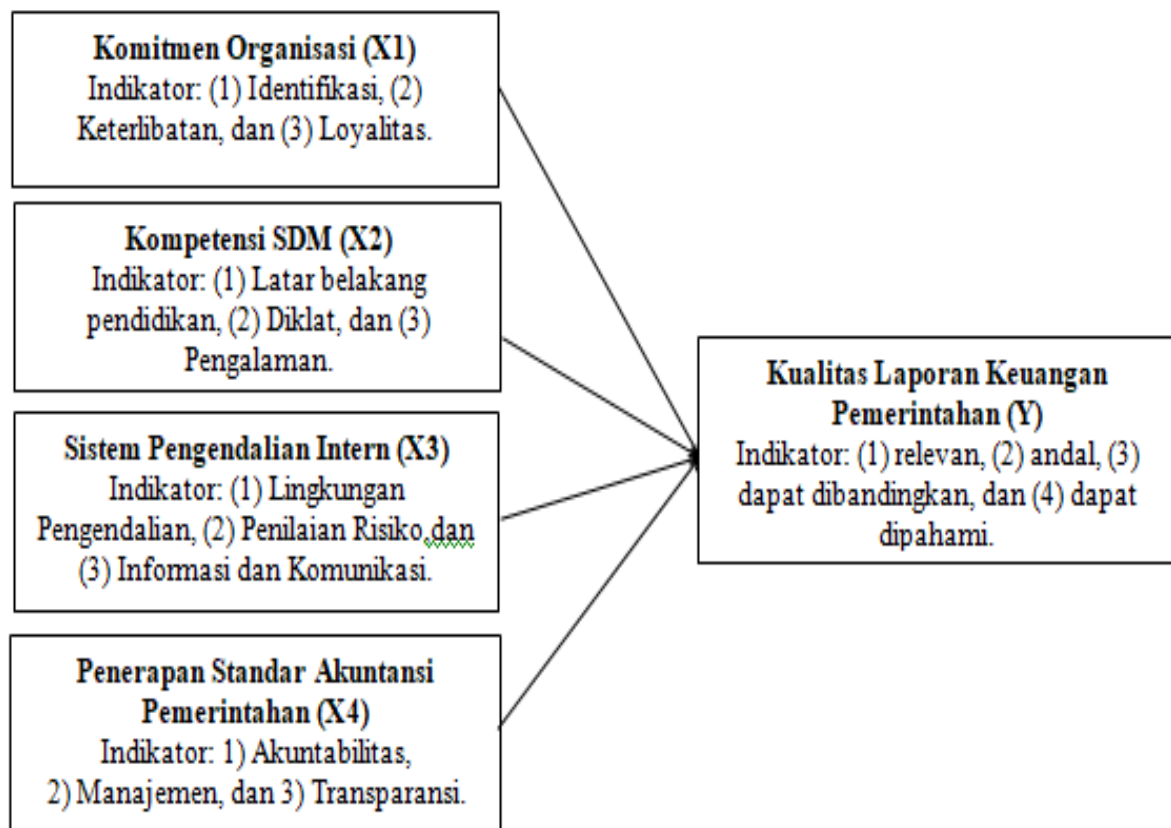 Komitmen Organisasi (X1)
Indikator: (1) Identifikasi, (2)
Keterlibatan, dan (3) Loyalitas.
Kompetensi SDM (X2)
Indikator: (1) Latar belakang
pendidikan, (2) Diklat, dan (3)
Pengalaman.
Sistem Pengendalian Intern (X3)
Indikator: (1) Lingkungan
Pengendalian, (2) Penilaian Risiko,dan
(3) Informasi dan Komunikasi.
Penerapan Standar Akuntansi
Pemerintahan (X4)
Indikator: 1) Akuntabilitas,
2) Manajemen, dan 3) Transparansi.
Kualitas Laporan Keuangan
Pemerintahan (Y)
Indikator: (1) relevan, (2) andal, (3)
dapat dibandingkan, dan (4) dapat
dipahami.